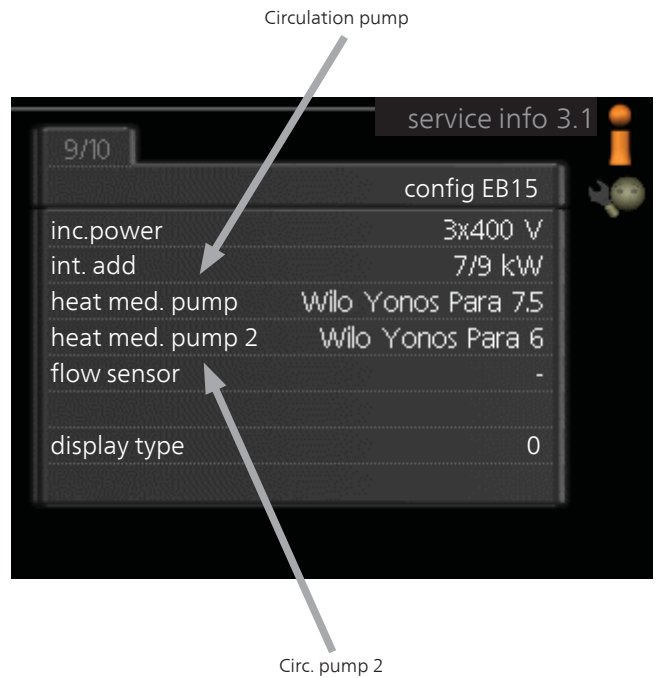 Circulation pump
service info 3.1
9/10
config EB15
inc.power 3x400 V
int. add 7/9 kW
heat med. pump Wilo Yonos Para 7.5
heat med. pump 2 Wilo Yonos Para 6
flow sensor -
display type 0
Circ. pump 2